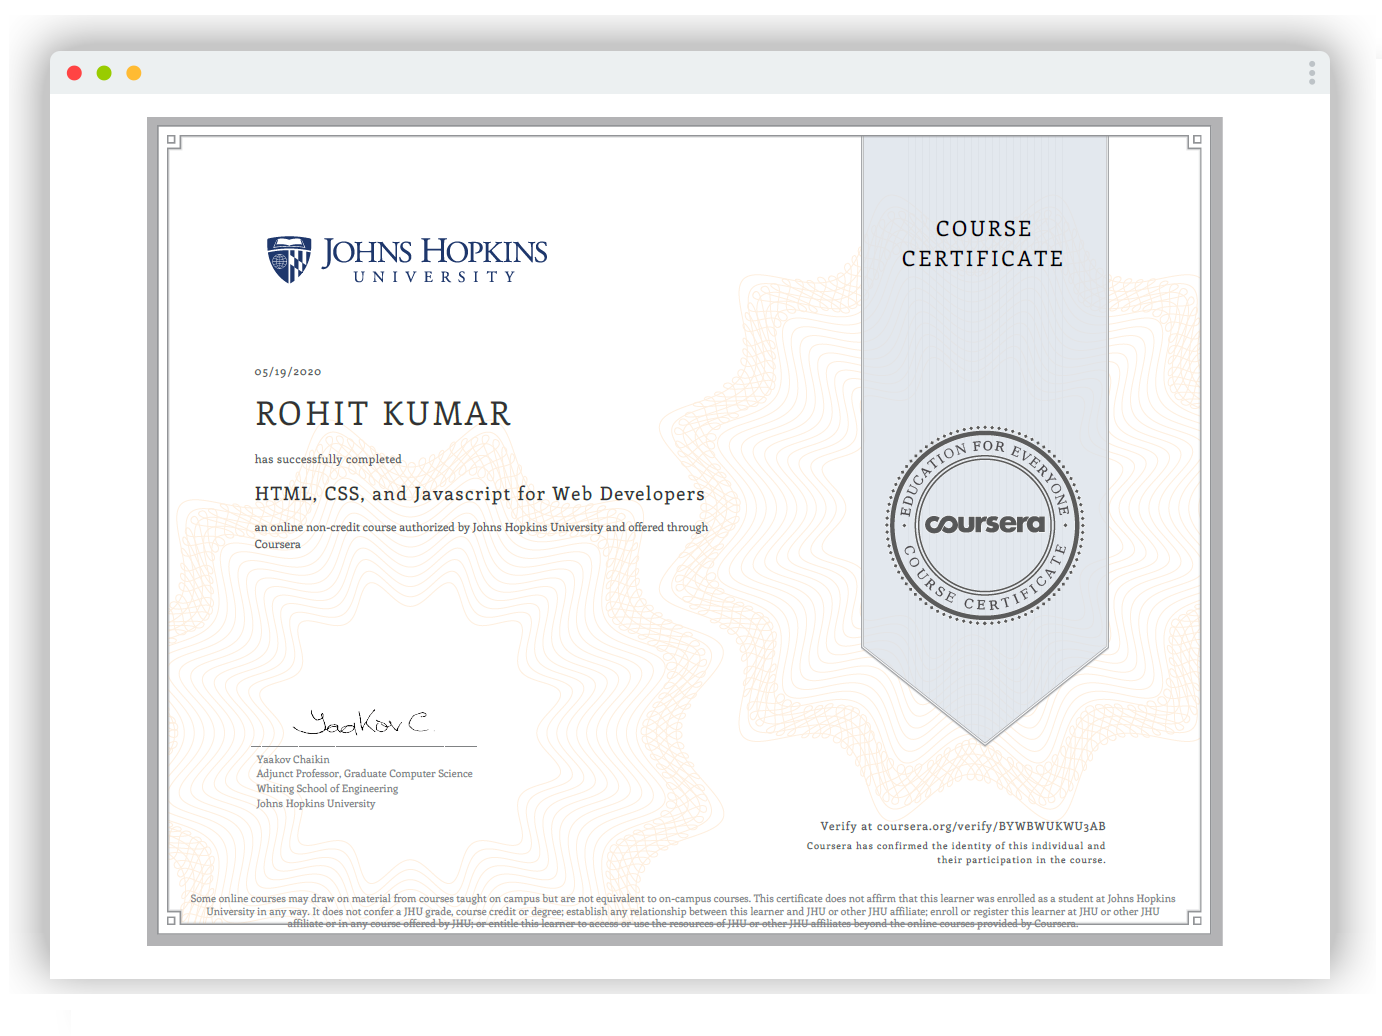 JOHNS HOPKINS
UNIVERSITY
COURSE
CERTIFICATE
05/19/2020
ROHIT KUMAR
has successfully completed
HTML, CSS, and Javascript for Web Developers
an online non-credit course authorized by Johns Hopkins University and offered through
Coursera
EDUCATION FOR EVERYONE
coursera
COURSE CERTIFICATE
Yaakov C.
Yaakov Chaikin
Adjunct Professor, Graduate Computer Science
Whiting School of Engineering
Johns Hopkins University
Verify at coursera.org/verify/BYWBWUKWU3AB
Coursera has confirmed the identity of this individual and
their participation in the course.
Some online courses may draw on material from courses taught on campus but are not equivalent to on-campus courses. This certificate does not affirm that this learner was enrolled as a student at Johns Hopkins
University in any way. It does not confer a JHU grade, course credit or degree; establish any relationship between this learner and JHU or other JHU affiliate; enroll or register this learner at JHU or other JHU
affiliate or in any course offered by JHU; or entitle this learner to access or use the resources of JHU or other JHU affiliates beyond the online courses provided by Coursera.